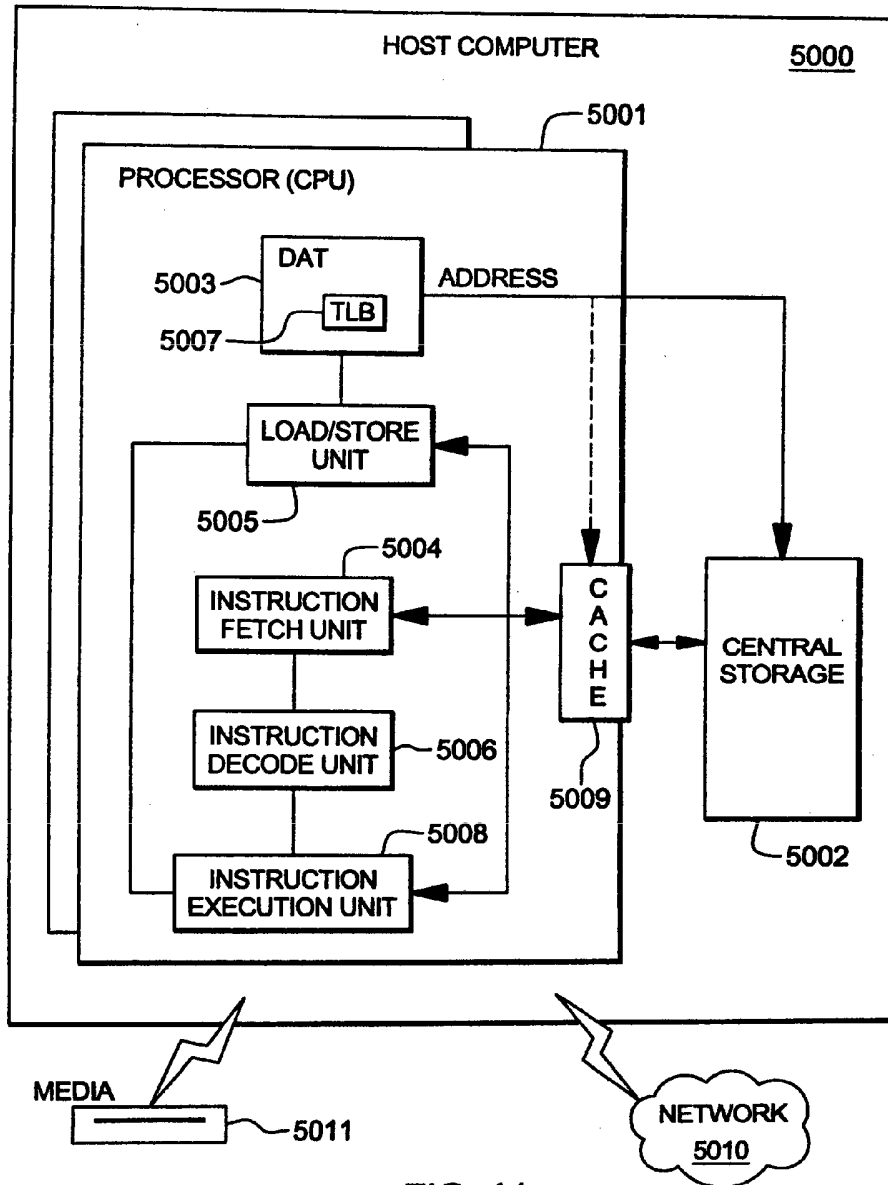 HOST COMPUTER
5000
5001
PROCESSOR (CPU)
DAT
5003
TLB
5007
ADDRESS
LOAD/STORE
UNIT
5005
5004
INSTRUCTION
FETCH UNIT
CACHE
5009
CENTRAL
STORAGE
5002
INSTRUCTION
DECODE UNIT
5006
5008
INSTRUCTION
EXECUTION UNIT
MEDIA
5011
NETWORK
5010